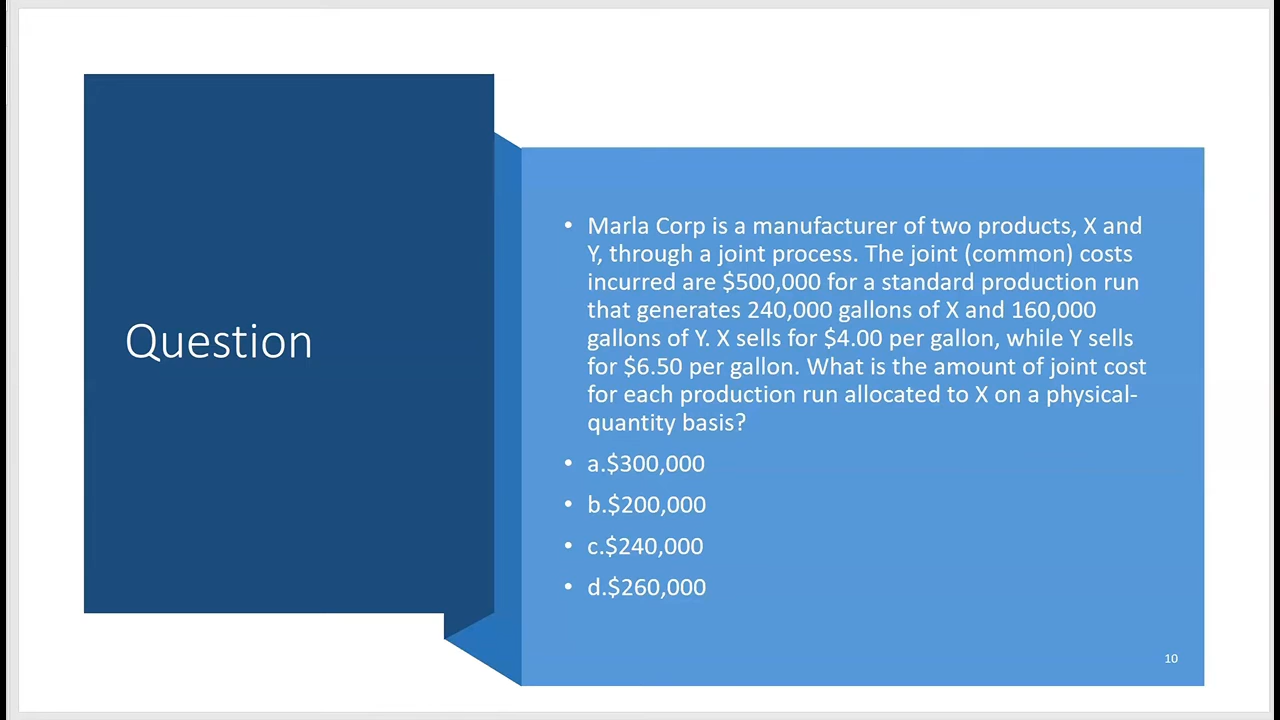 Question
• Marla Corp is a manufacturer of two products, X and
Y, through a joint process. The joint (common) costs
incurred are $500,000 for a standard production run
that generates 240,000 gallons of X and 160,000
gallons of Y. X sells for $4.00 per gallon, while Y sells
for $6.50 per gallon. What is the amount of joint cost
for each production run allocated to X on a physical-
quantity basis?
• a.$300,000
• b.$200,000
• c.$240,000
• d.$260,000
10